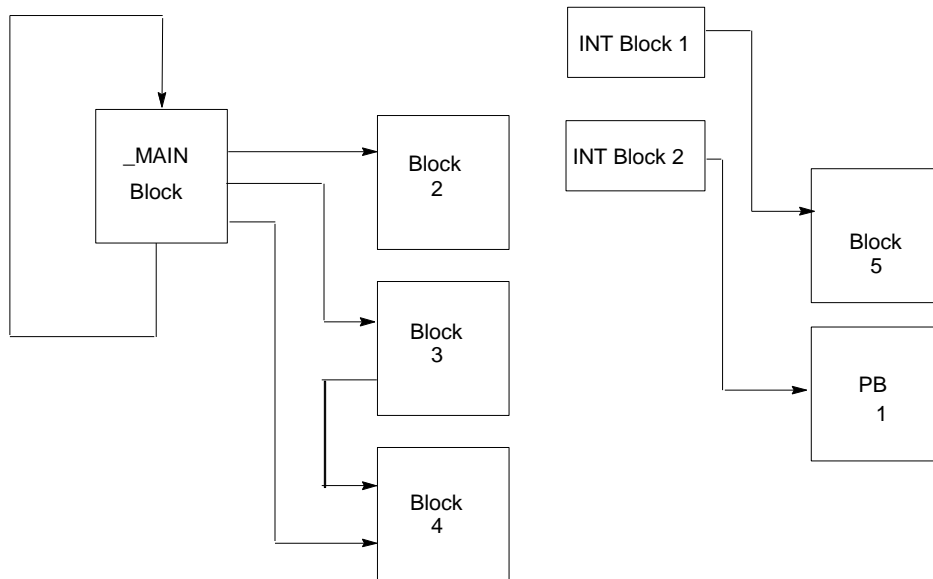 _MAIN
Block
Block
2
Block
3
Block
4
INT Block 1
INT Block 2
Block
5
PB
1